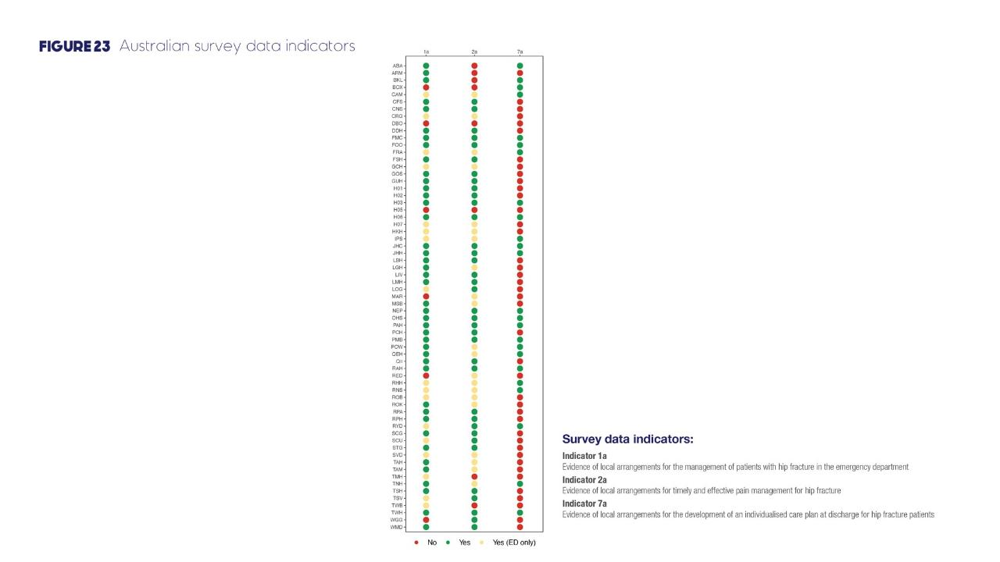 FIGURE 23 Australian survey data indicators
1a 2a 7a
ABA
ARM
BKL
BOX
CAM
CFS
CNS
CRG
DBO
DDH
FMC
FOO
FRA
FSH
GCH
GOS
GUH
H01
H02
H03
H05
H06
H07
HKH
IPS
JHC
JHH
LBH
LGH
LIV
LMH
LOG
MAR
MSB
NEP
OHS
PAH
PCH
PMB
POW
QEH
QII
RAH
RED
RHH
RNS
ROB
ROK
RPA
RPH
RYD
SCG
SCU
STG
SVD
TAH
TAM
TMH
TNH
TSH
TSV
TWB
TWH
WGG
WMD
No Yes Yes (ED only)
Survey data indicators:
Indicator 1a
Evidence of local arrangements for the management of patients with hip fracture in the emergency department
Indicator 2a
Evidence of local arrangements for timely and effective pain management for hip fracture
Indicator 7a
Evidence of local arrangements for the development of an individualised care plan at discharge for hip fracture patients